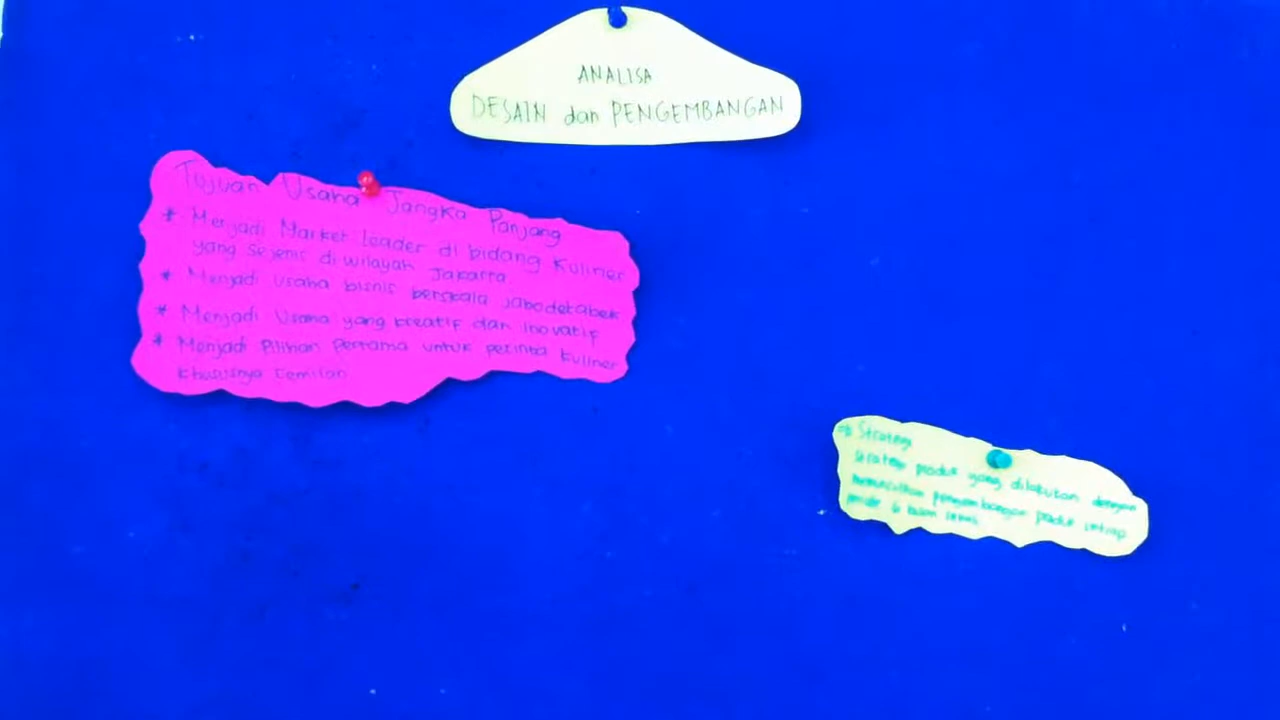 ANALISA
DESAIN dan PENGEMBANGAN
Tujuan Usaha Jangka Panjang
* Menjadi Market leader di bidang kuliner
yang sejenis di wilayah Jakarta
* Menjadi usaha bisnis berskala jabodetabek
* Menjadi Usaha yang kreatif dan inovatif
* Menjadi Pilihan pertama untuk pecinta kuliner
khususnya Cemilan
Strategi
strategi produk yang dilakukan dengan
pengembangan produk setiap
6 bulan